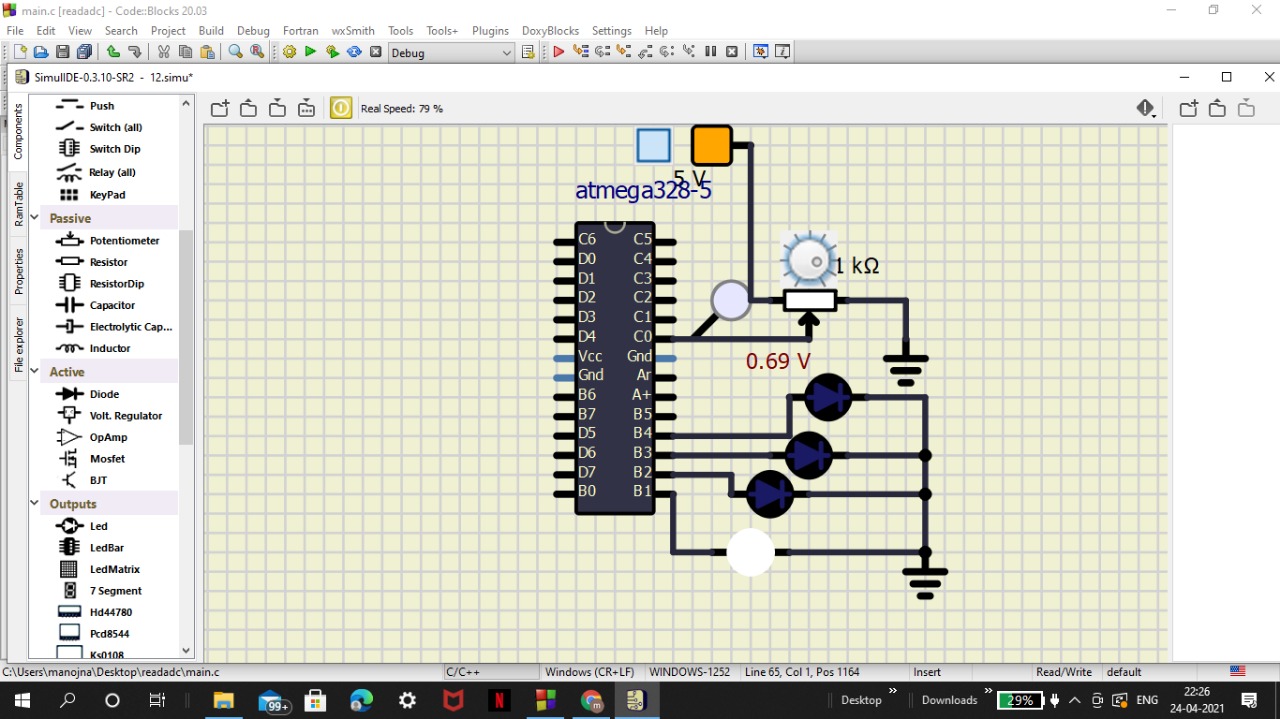 main.c [readadc] - Code::Blocks 20.03
File Edit View Search Project Build Debug Fortran wxSmith Tools Tools+ Plugins DoxyBlocks Settings Help
Debug
SimulIDE-0.3.10-SR2 - 12.simu*
Components
RamTable
Properties
File explorer
Push
Switch (all)
Switch Dip
Relay (all)
KeyPad
Passive
Potentiometer
Resistor
ResistorDip
Capacitor
Electrolytic Cap...
Inductor
Active
Diode
Volt. Regulator
OpAmp
Mosfet
BJT
Outputs
Led
LedBar
LedMatrix
7 Segment
Hd44780
Pcd8544
Ks0108
Real Speed: 79 %
5 V
atmega328-5
C6 C5
D0 C4
D1 C3
D2 C2
D3 C1
D4 C0
Vcc Gnd
Gnd Ar
B6 A+
B7 B5
D5 B4
D6 B3
D7 B2
B0 B1
1 kΩ
0.69 V
C:\Users\manojna\Desktop\readadc\main.c C/C++ Windows (CR+LF) WINDOWS-1252 Line 65, Col 1, Pos 1164 Insert Read/Write default
99+ N m Desktop » Downloads » 29% ENG
22:26
24-04-2021